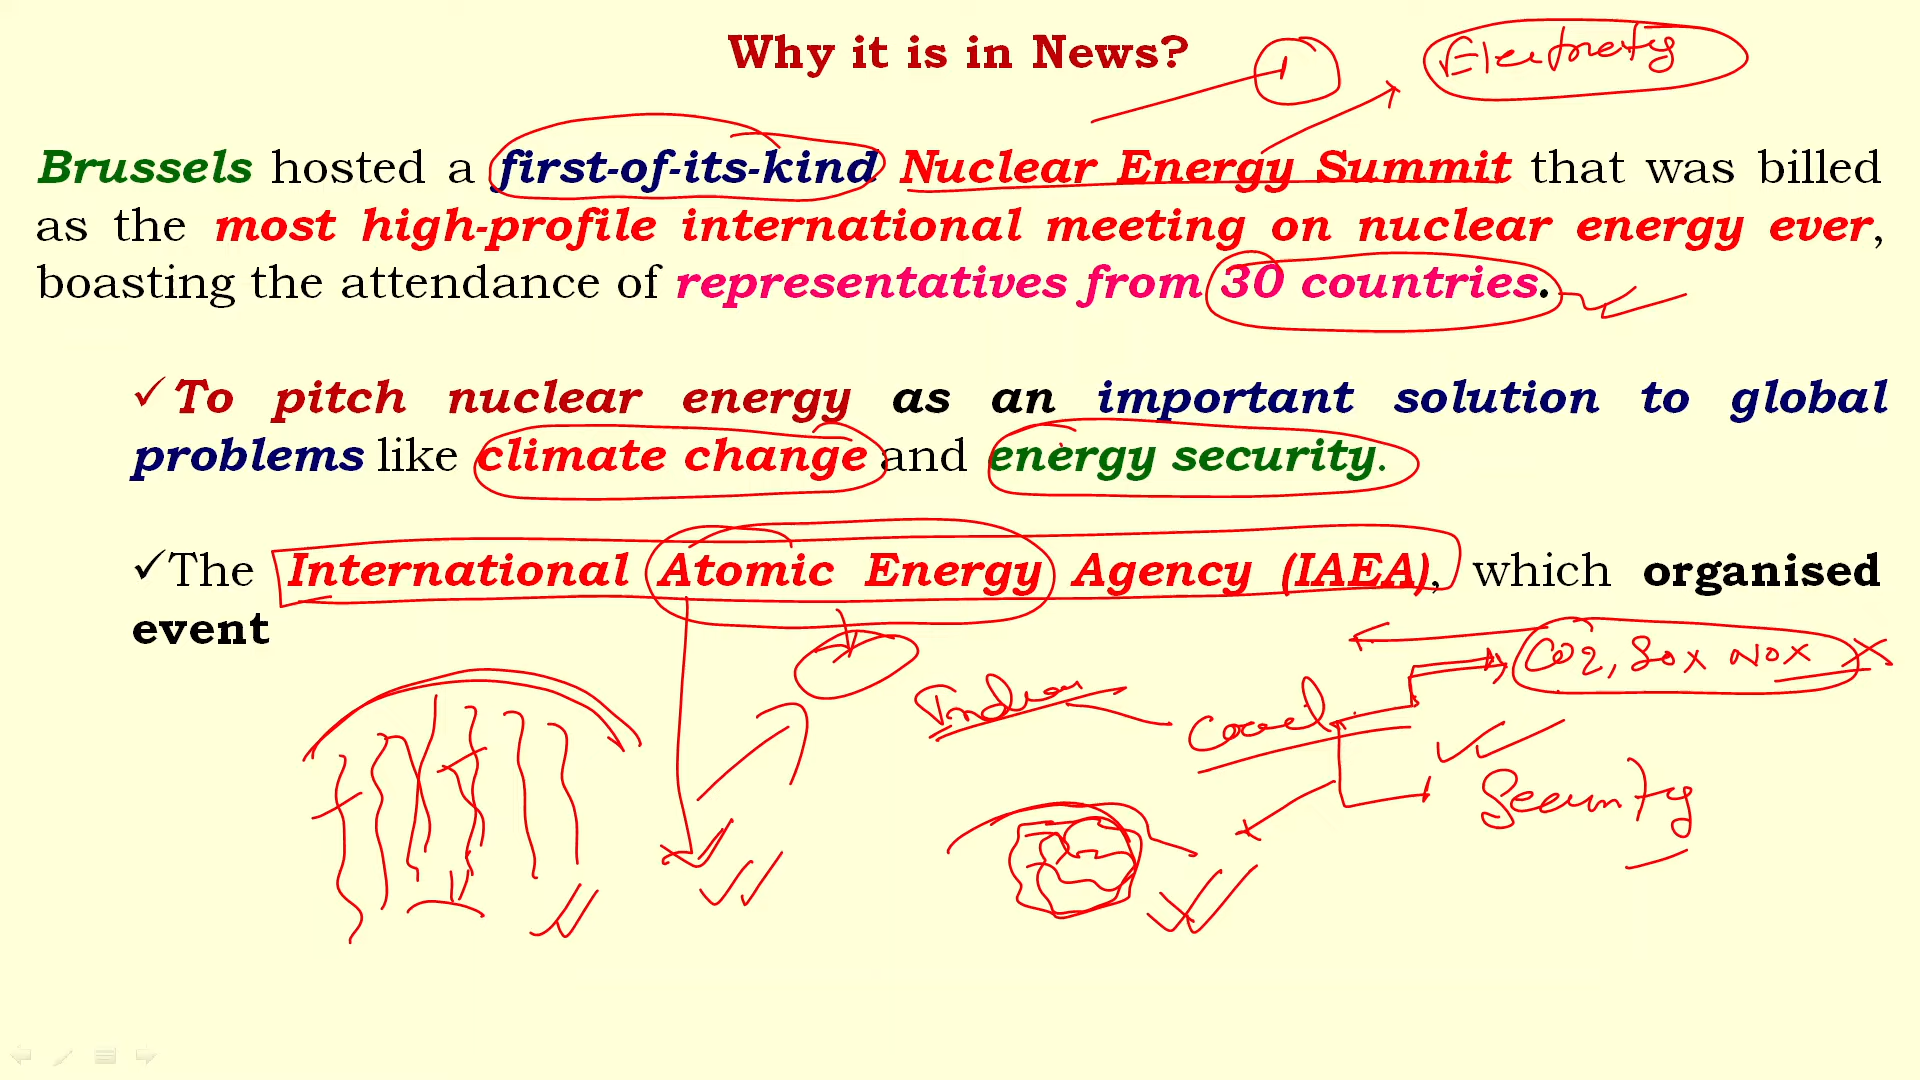 Why it is in News?
Electricity
Brussels hosted a first-of-its-kind Nuclear Energy Summit that was billed
as the most high-profile international meeting on nuclear energy ever,
boasting the attendance of representatives from 30 countries.
✓To pitch nuclear energy as an important solution to global
problems like climate change and energy security.
✓The International Atomic Energy Agency (IAEA), which organised
event
CO2, SOX NOX
Coal
Security